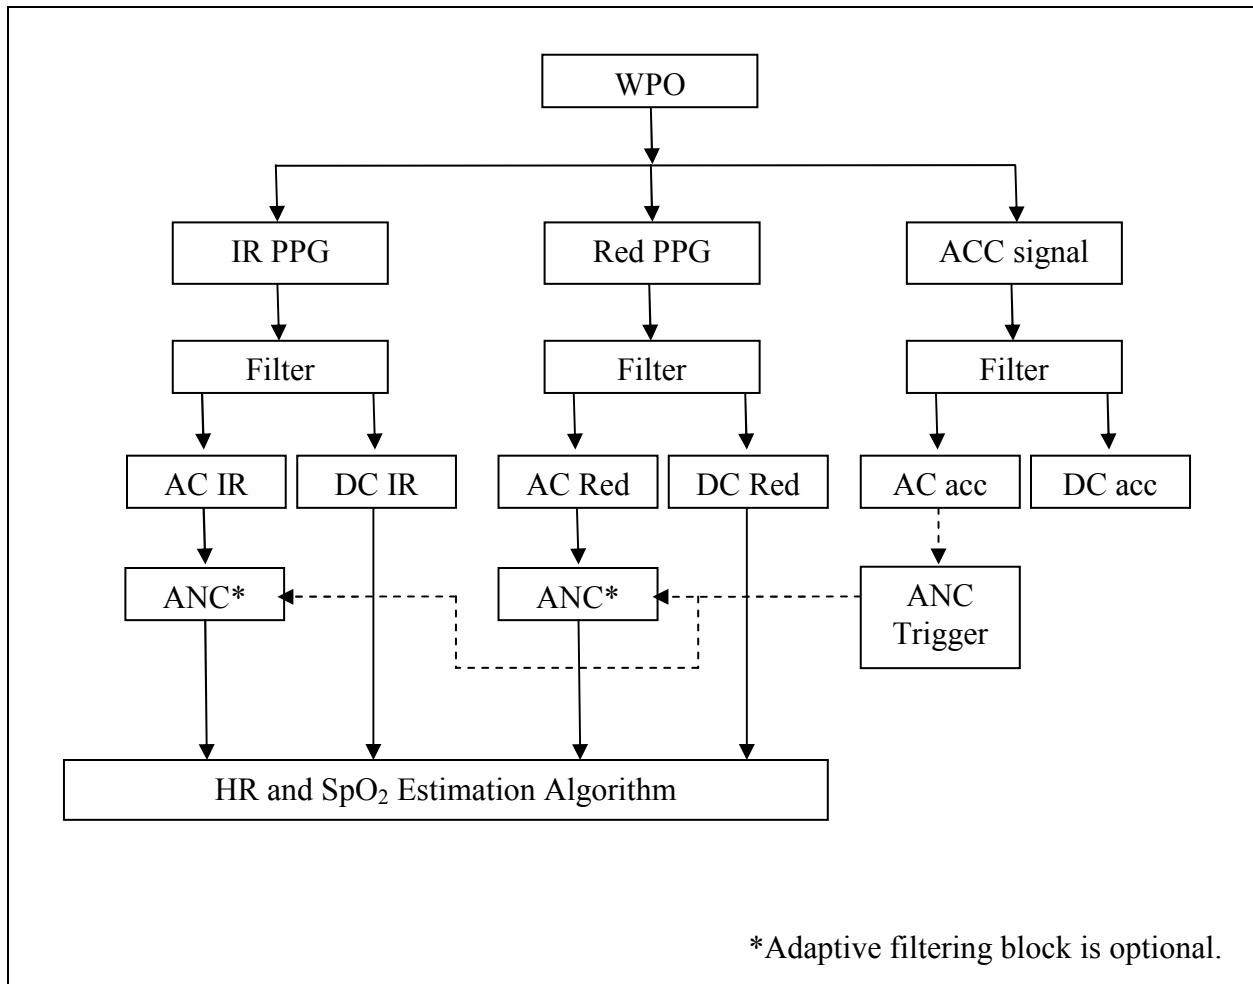 WPO
IR PPG
Red PPG
ACC signal
Filter
Filter
Filter
AC IR
DC IR
AC Red
DC Red
AC acc
DC acc
ANC*
ANC*
ANC
Trigger
HR and SpO₂ Estimation Algorithm
*Adaptive filtering block is optional.